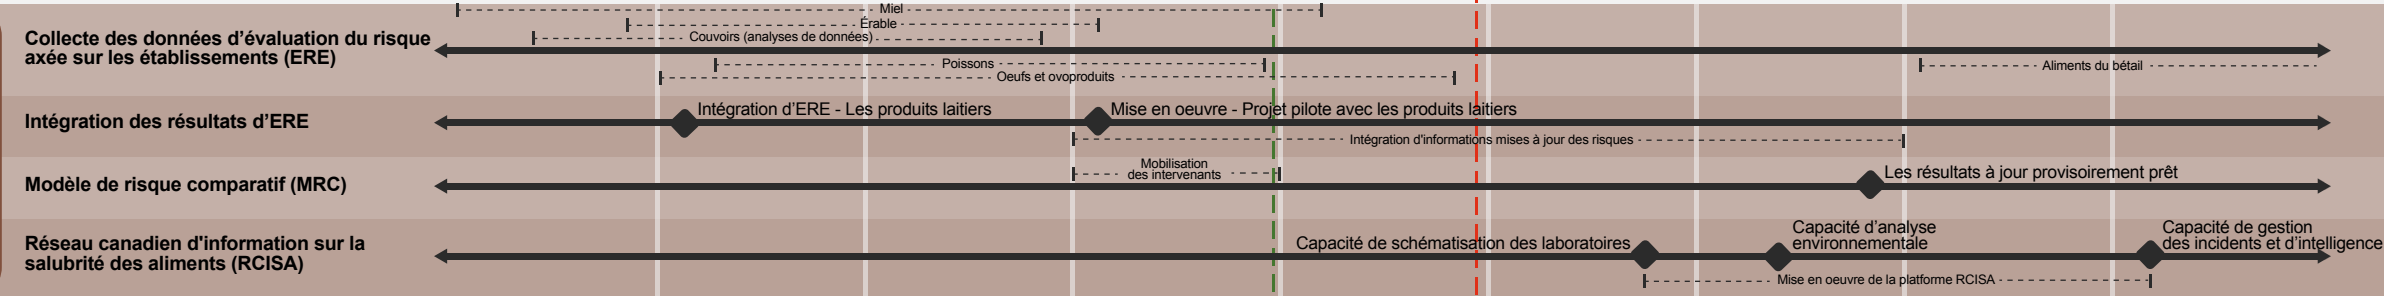 Miel
Érable
Couvoirs (analyses de données)
Collecte des données d’évaluation du risque
axée sur les établissements (ERE)
Poissons
Oeufs et ovoproduits
Aliments du bétail
Intégration des résultats d’ERE
Intégration d’ERE - Les produits laitiers
Mise en oeuvre - Projet pilote avec les produits laitiers
Intégration d'informations mises à jour des risques
Modèle de risque comparatif (MRC)
Mobilisation
des intervenants
Les résultats à jour provisoirement prêt
Réseau canadien d'information sur la
salubrité des aliments (RCISA)
Capacité de schématisation des laboratoires
Capacité d’analyse
environnementale
Capacité de gestion
des incidents et d’intelligence
Mise en oeuvre de la platforme RCISA